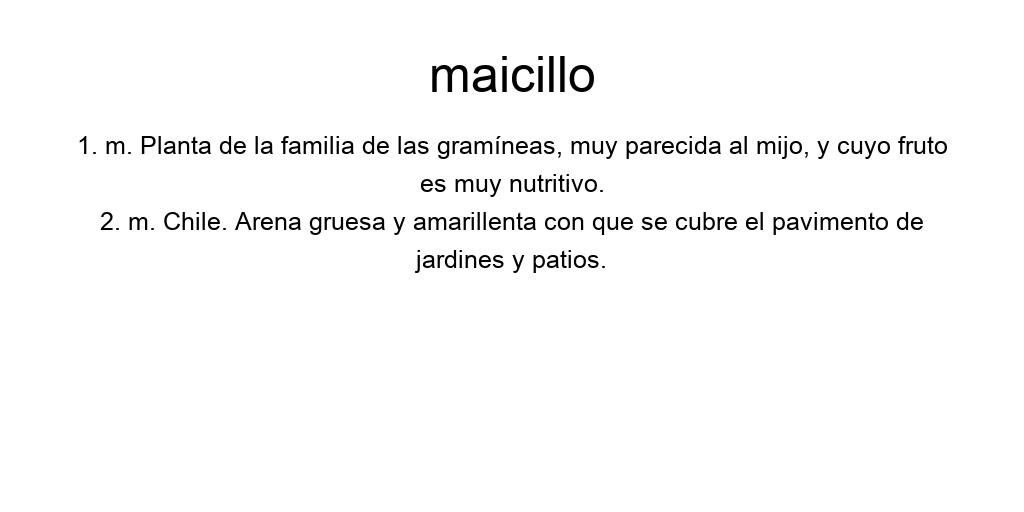 maicillo
1. m. Planta de la familia de las gramíneas, muy parecida al mijo, y cuyo fruto
es muy nutritivo.
2. m. Chile. Arena gruesa y amarillenta con que se cubre el pavimento de
jardines y patios.